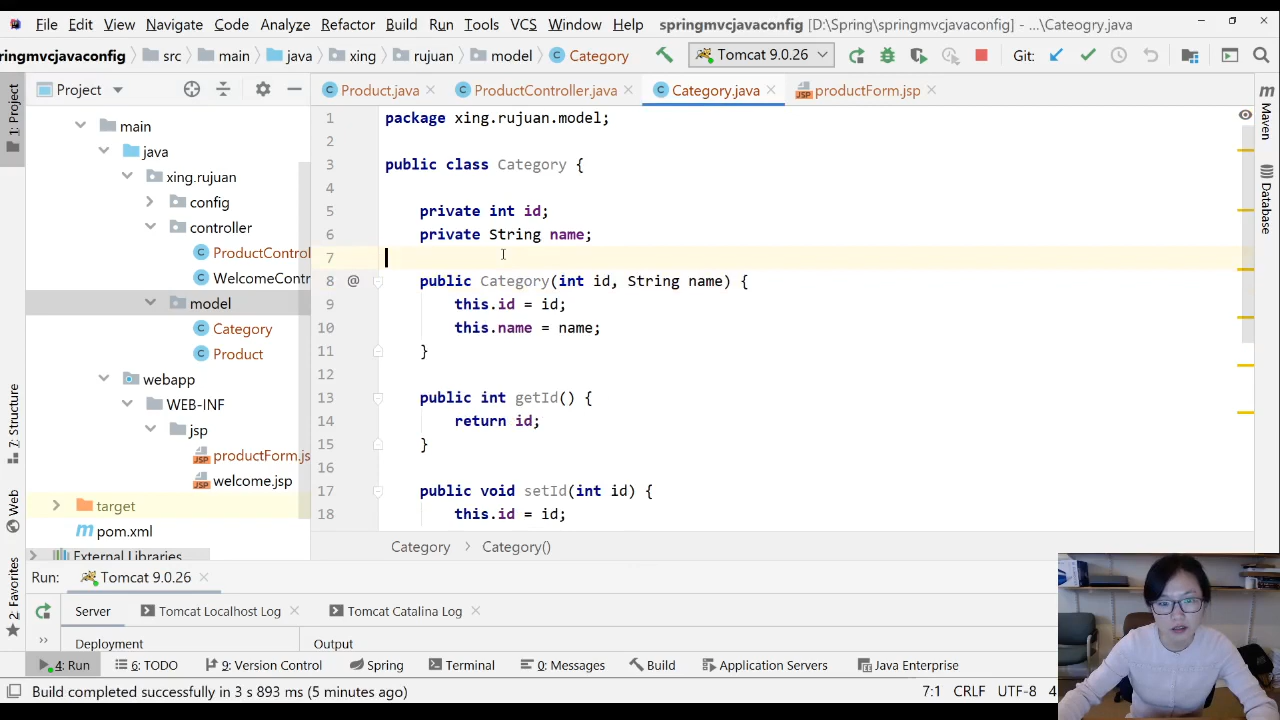 File Edit View Navigate Code Analyze Refactor Build Run Tools VCS Window Help springmvcjavaconfig [D:\Spring\springmvcjavaconfig] - ...\Cateogry.java
ringmvcjavaconfig src main java xing rujuan model Category Tomcat 9.0.26 Git:
Project Product.java ProductController.java Category.java productForm.jsp
1: Project
7: Structure
Web
2: Favorites
main
java
xing.rujuan
config
controller
ProductControl
WelcomeContr
model
Category
Product
webapp
WEB-INF
jsp
productForm.js
welcome.jsp
target
pom.xml
External Libraries
1 package xing.rujuan.model;
2
3 public class Category {
4
5 private int id;
6 private String name;
7
8 @ public Category(int id, String name) {
9 this.id = id;
10 this.name = name;
11 }
12
13 public int getId() {
14 return id;
15 }
16
17 public void setId(int id) {
18 this.id = id;
Category > Category()
m
Maven
Database
Run: Tomcat 9.0.26
Server Tomcat Localhost Log Tomcat Catalina Log
Deployment Output
4: Run 6: TODO 9: Version Control Spring Terminal 0: Messages Build Application Servers Java Enterprise
Build completed successfully in 3 s 893 ms (5 minutes ago) 7:1 CRLF UTF-8 4